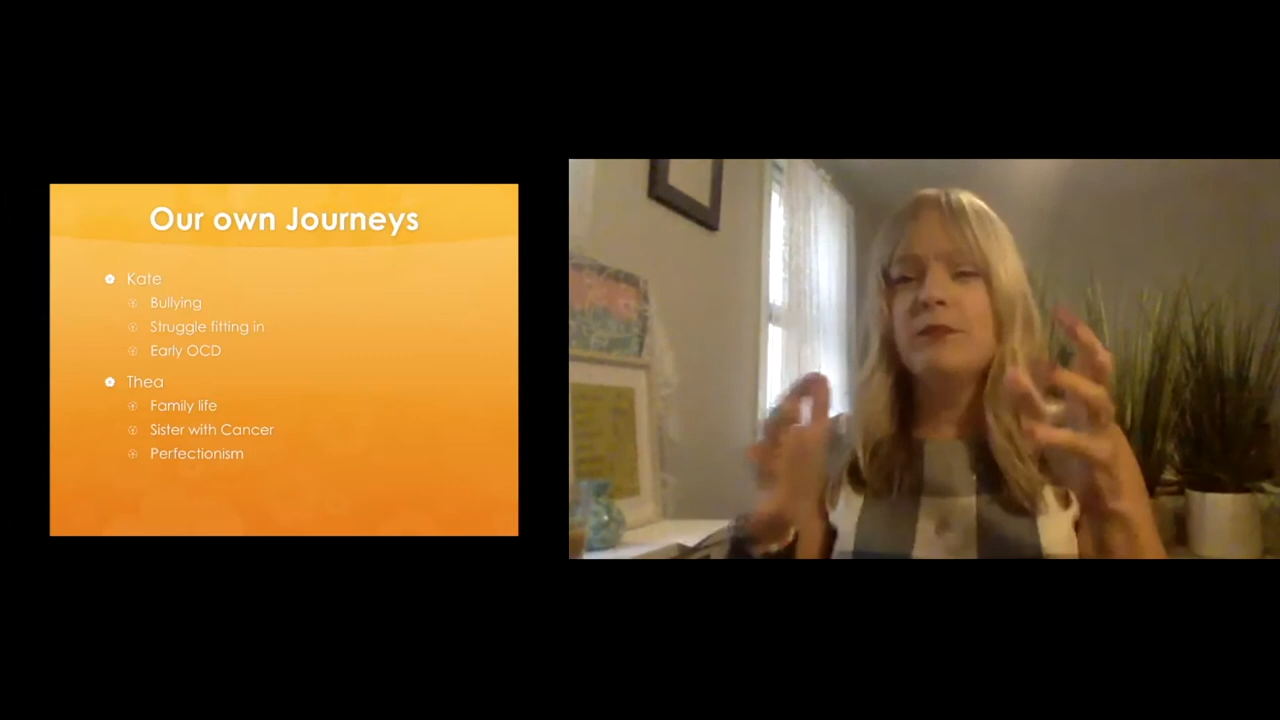 Our own Journeys
Kate
Bullying
Struggle fitting in
Early OCD
Thea
Family life
Sister with Cancer
Perfectionism